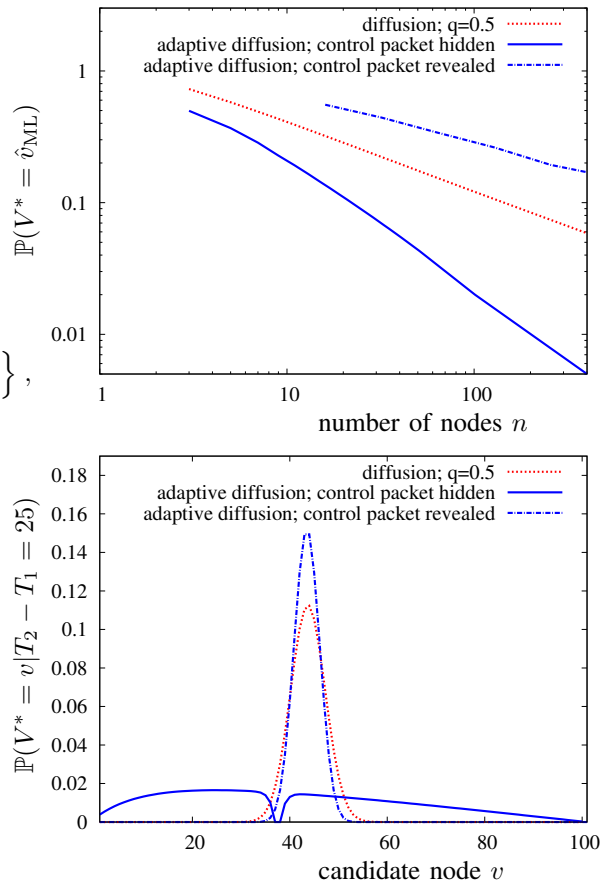 diffusion; q=0.5
adaptive diffusion; control packet hidden
adaptive diffusion; control packet revealed
ℙ(V* = v̂_ML)
1
0.1
0.01
1 10 100
number of nodes n
},
diffusion; q=0.5
adaptive diffusion; control packet hidden
adaptive diffusion; control packet revealed
ℙ(V* = v|T₂ − T₁ = 25)
0.18
0.16
0.14
0.12
0.1
0.08
0.06
0.04
0.02
0
20 40 60 80 100
candidate node v